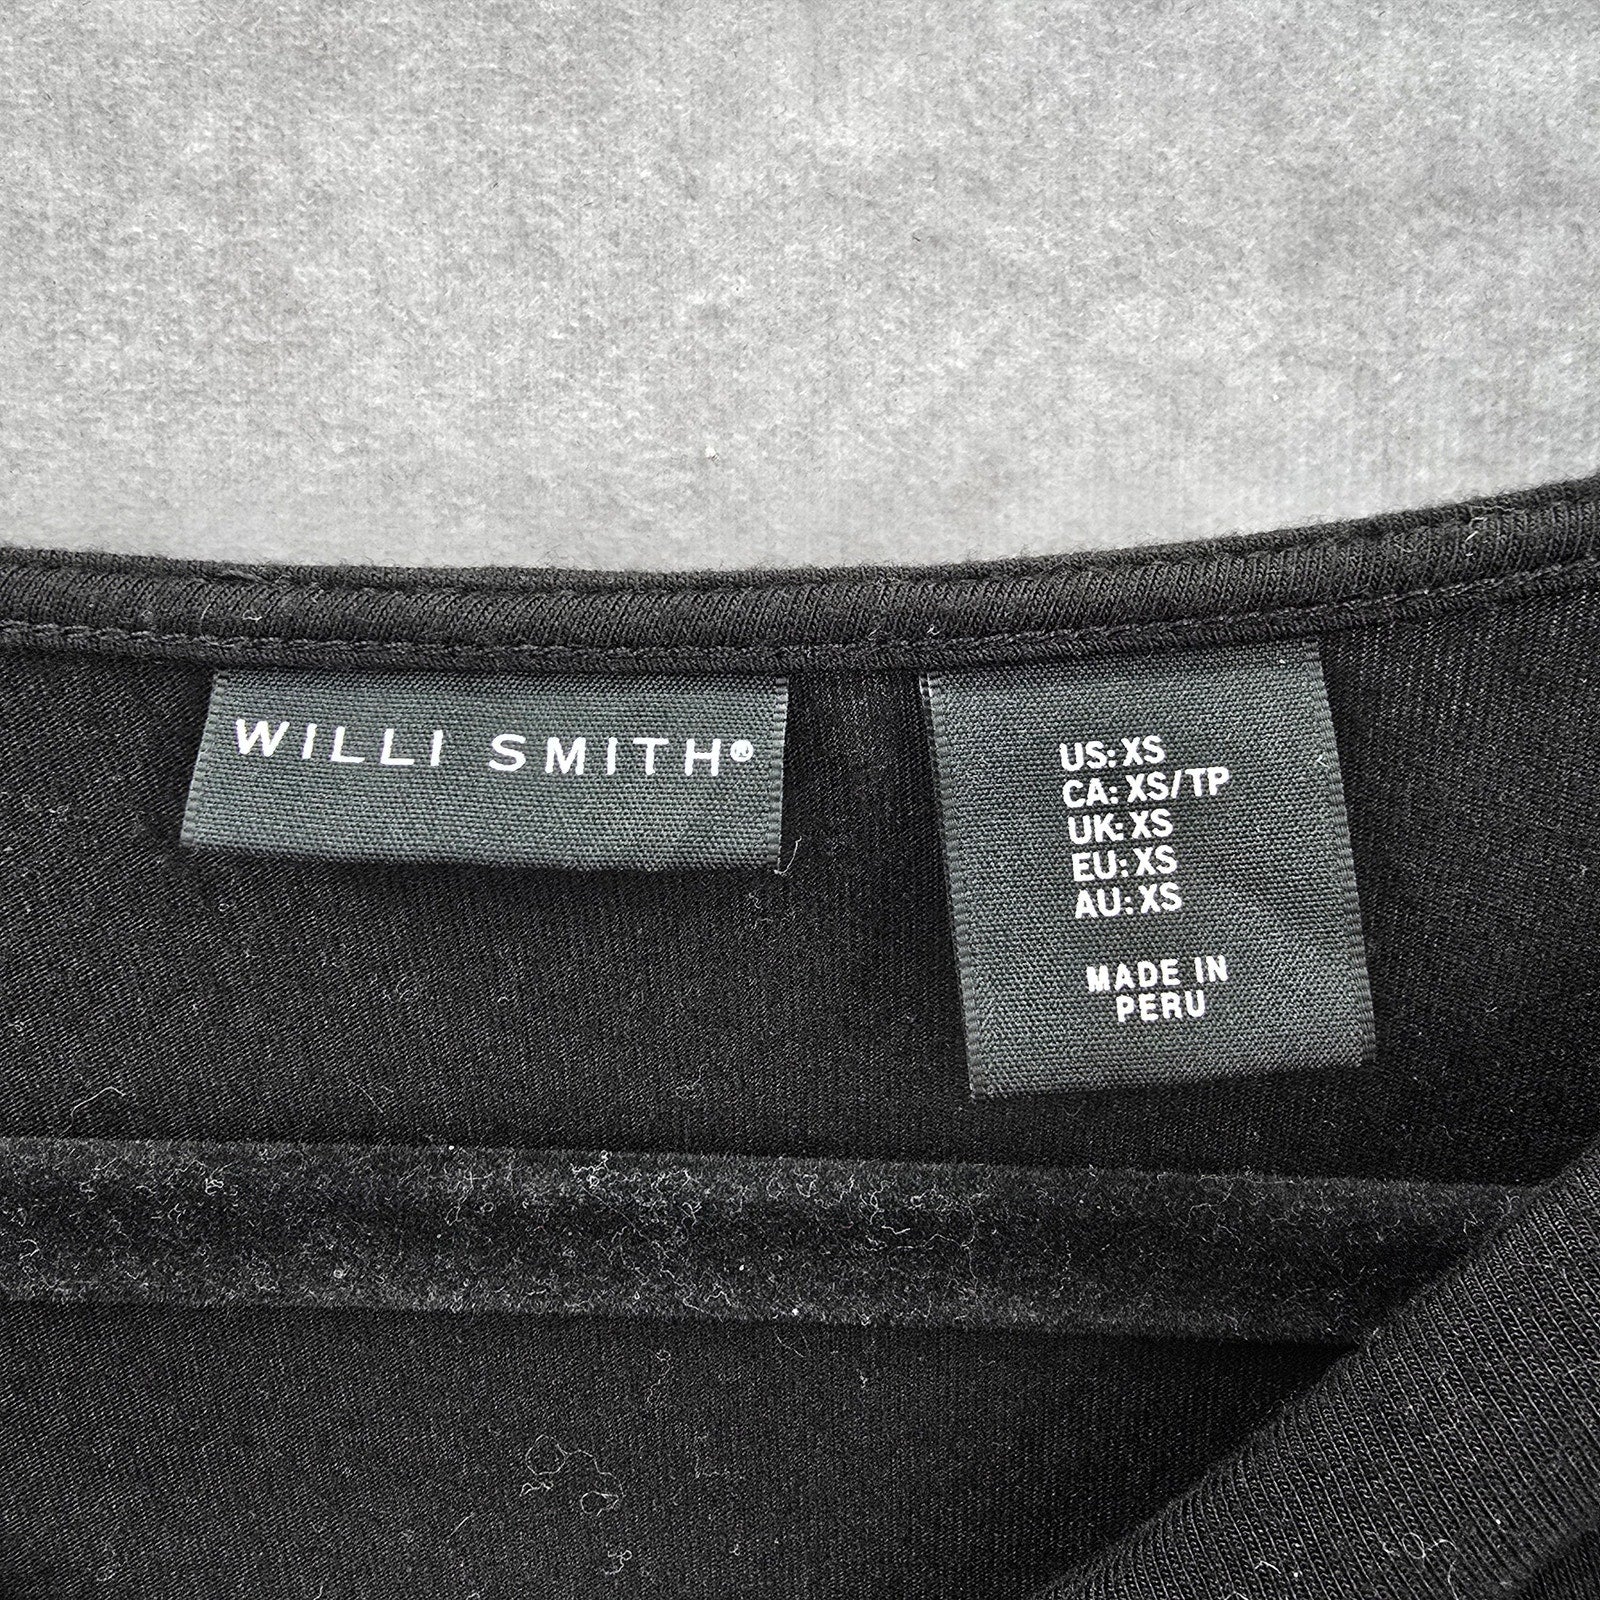 WILLI SMITH®
US: XS
CA: XS/TP
UK: XS
EU: XS
AU: XS
MADE IN
PERU